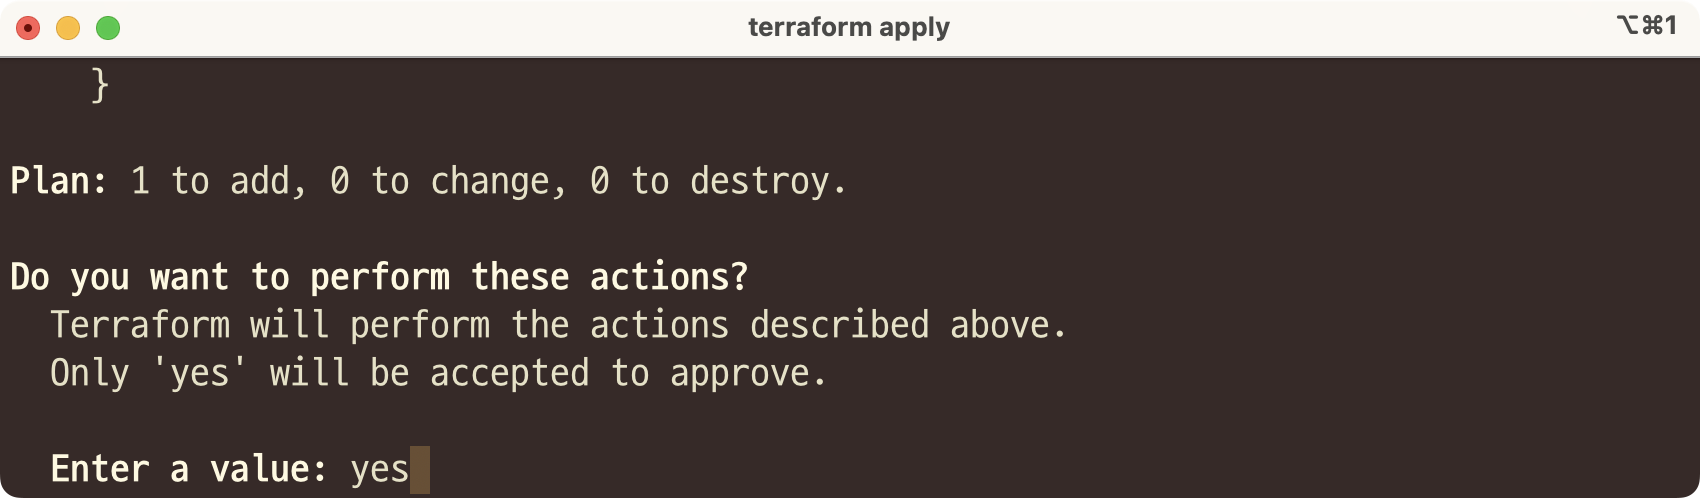 terraform apply
⌥⌘1
}
Plan: 1 to add, 0 to change, 0 to destroy.
Do you want to perform these actions?
Terraform will perform the actions described above.
Only 'yes' will be accepted to approve.
Enter a value: yes